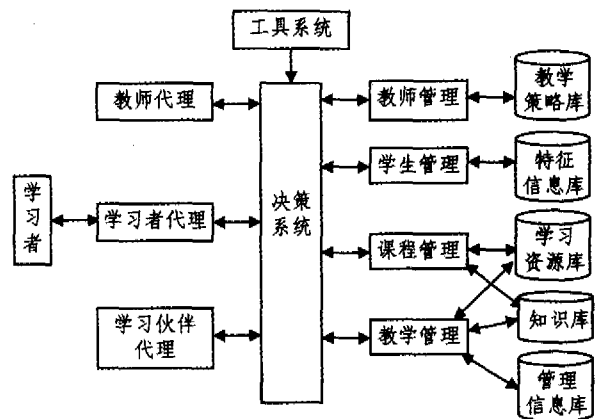 工具系统
教师代理
教师管理
教学
策略库
学生管理
特征
信息库
学习者
学习者代理
决策
系统
课程管理
学习
资源库
学习伙伴
代理
教学管理
知识库
管理
信息库